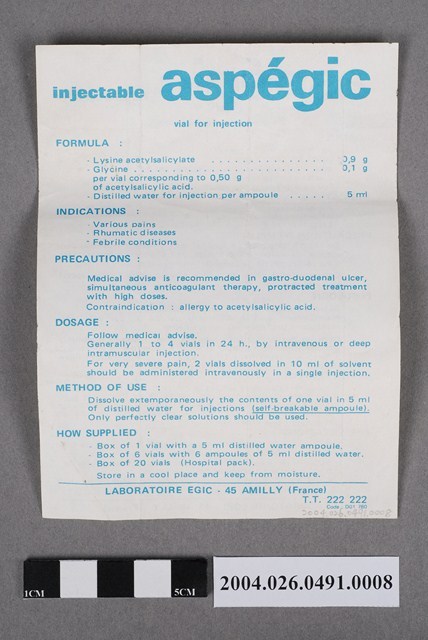 injectable aspégic
vial for injection
FORMULA :
- Lysine acetylsalicylate . . . . . . . . . . . . . . . 0,9 g
- Glycine . . . . . . . . . . . . . . . . . . . . . . . . 0,1 g
per vial corresponding to 0,50 g
of acetylsalicylic acid.
- Distilled water for injection per ampoule . . . . . 5 ml
INDICATIONS :
- Various pains
- Rhumatic diseases
- Febrile conditions
PRECAUTIONS :
Medical advise is recommended in gastro-duodenal ulcer,
simultaneous anticoagulant therapy, protracted treatment
with high doses.
Contraindication : allergy to acetylsalicylic acid.
DOSAGE :
Follow medical advise.
Generally 1 to 4 vials in 24 h., by intravenous or deep
intramuscular injection.
For very severe pain, 2 vials dissolved in 10 ml of solvent
should be administered intravenously in a single injection.
METHOD OF USE :
Dissolve extemporaneously the contents of one vial in 5 ml
of distilled water for injections (self-breakable ampoule).
Only perfectly clear solutions should be used.
HOW SUPPLIED :
- Box of 1 vial with a 5 ml distilled water ampoule.
- Box of 6 vials with 6 ampoules of 5 ml distilled water.
- Box of 20 vials (Hospital pack).
Store in a cool place and keep from moisture.
LABORATOIRE EGIC - 45 AMILLY (France)
T.T. 222 222
Code : 001 160
2004.026.0491.0008
1CM 5CM
2004.026.0491.0008